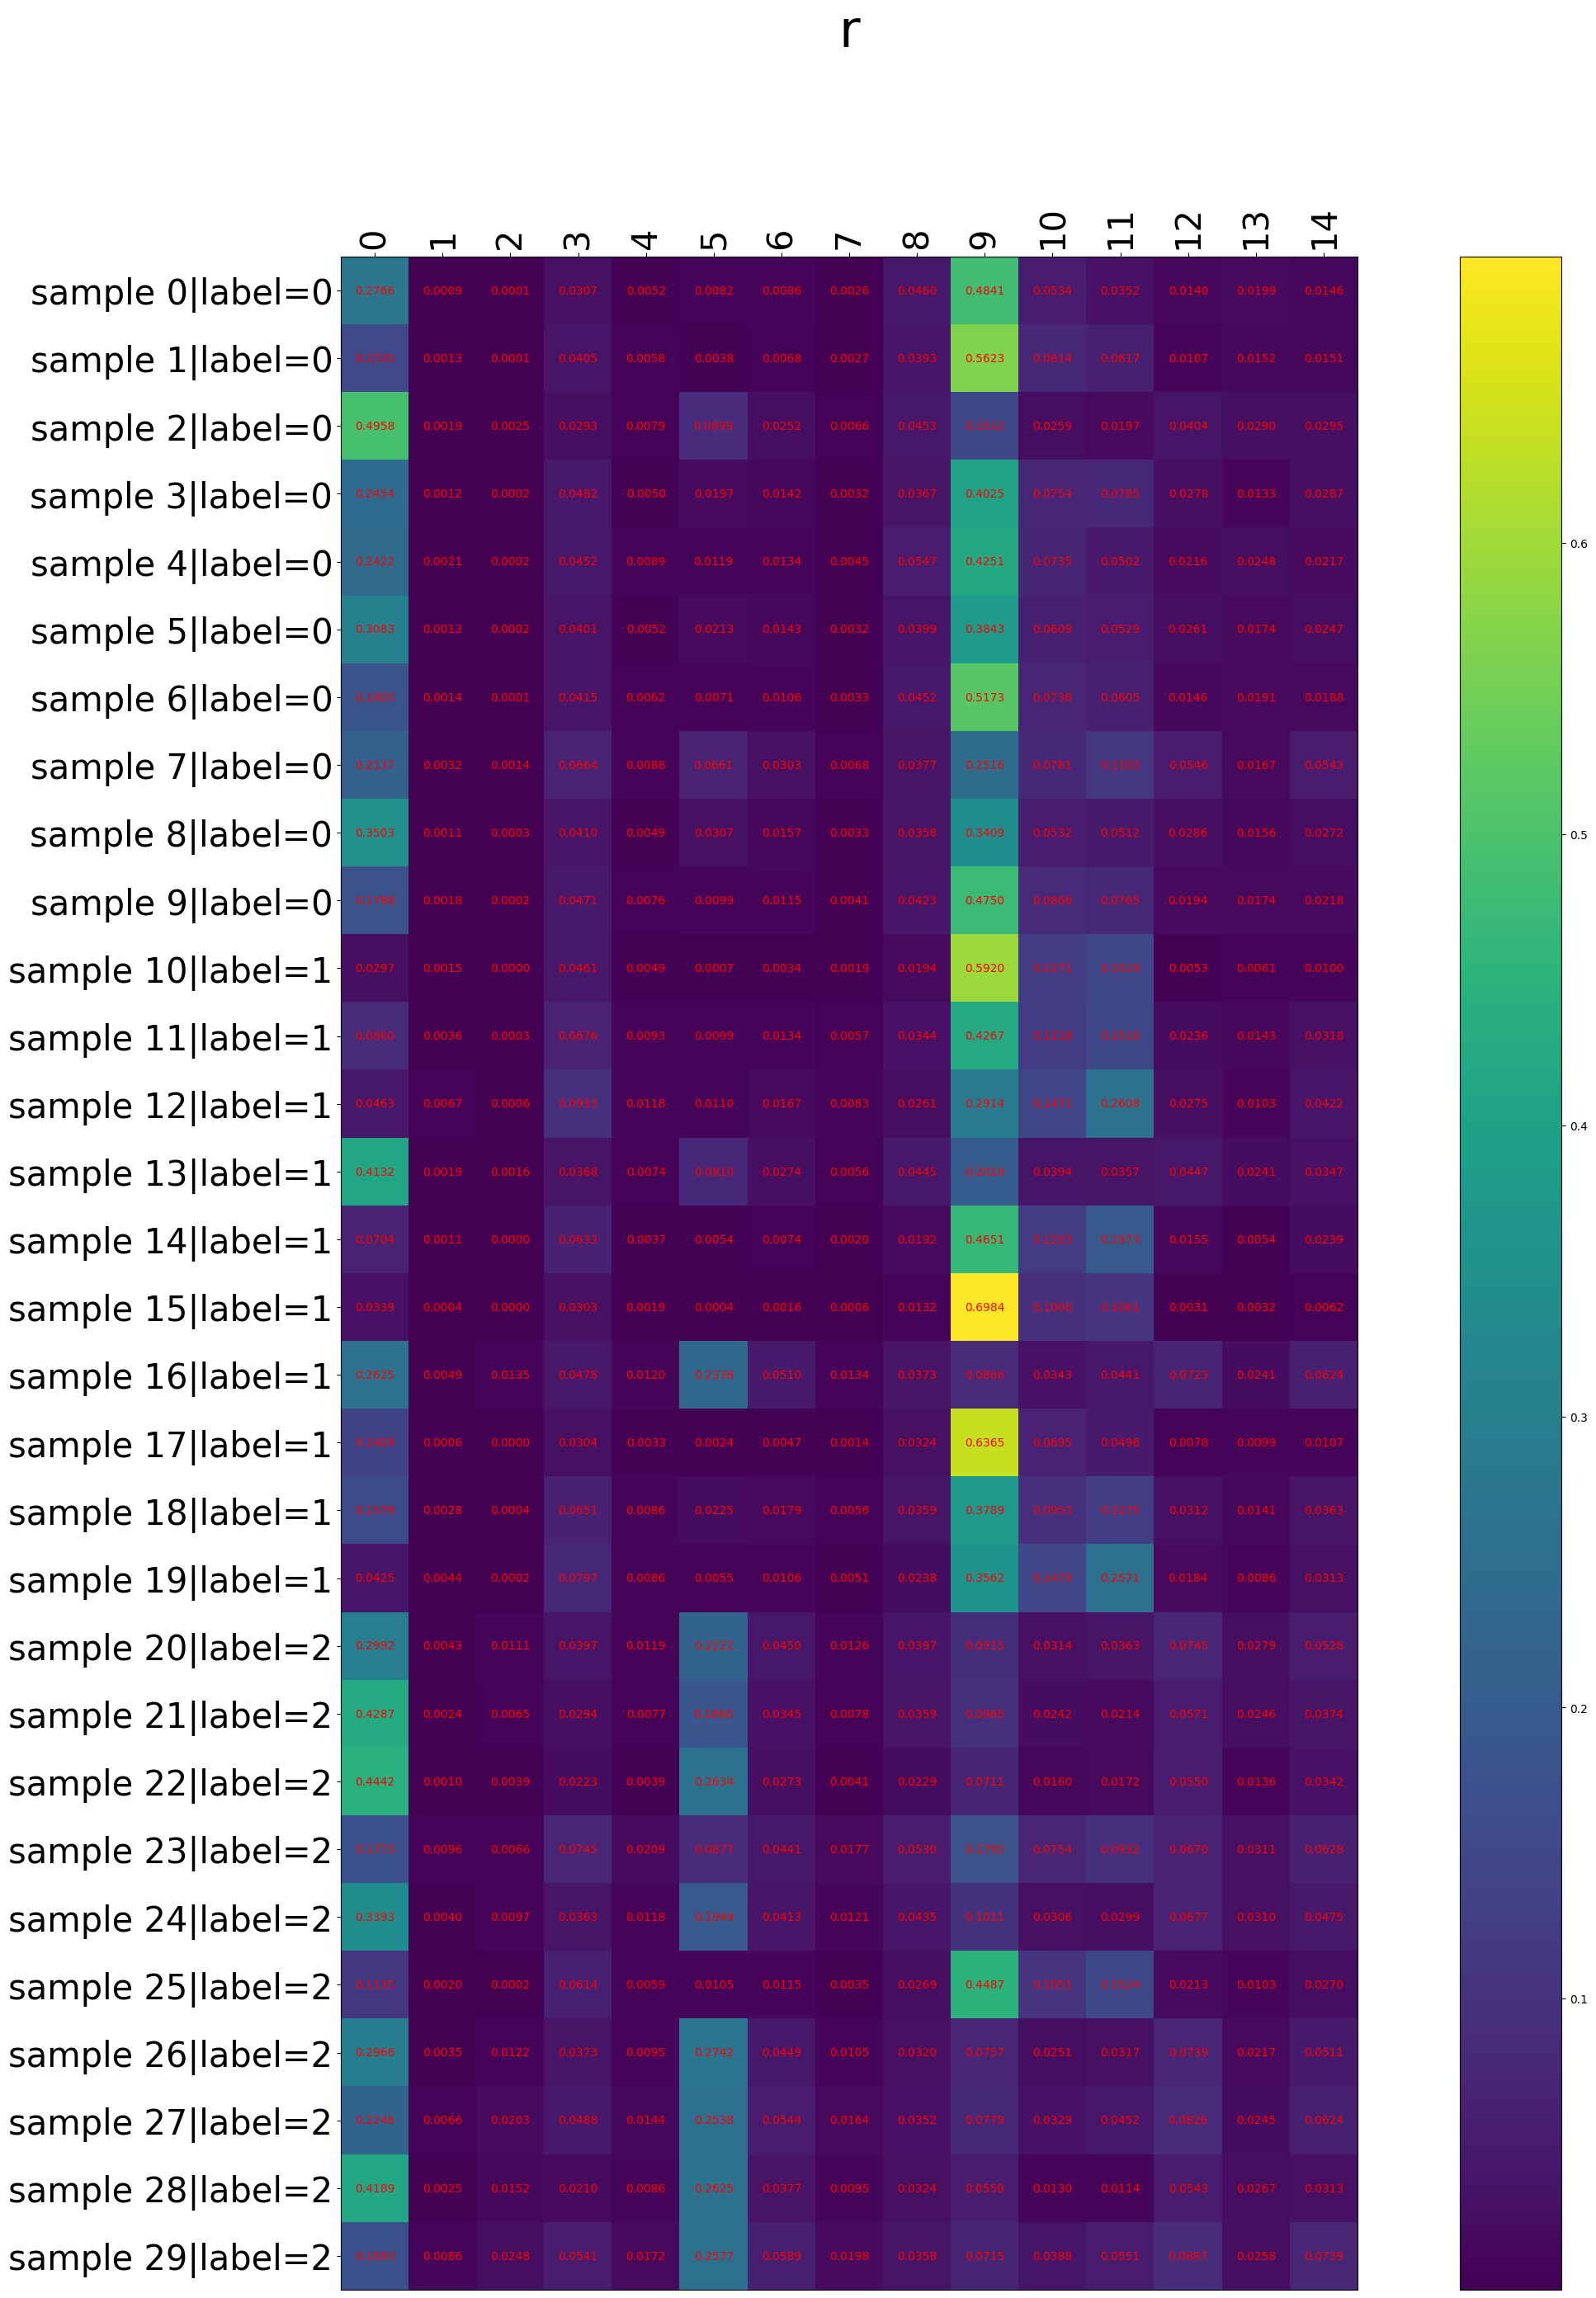 r
0 1 2 3 4 5 6 7 8 9 10 11 12 13 14
sample 0|label=0 0.2766 0.0009 0.0001 0.0307 0.0052 0.0082 0.0086 0.0026 0.0460 0.4841 0.0534 0.0352 0.0140 0.0199 0.0146
sample 1|label=0 0.0013 0.0001 0.0405 0.0058 0.0038 0.0068 0.0027 0.0393 0.5623 0.0814 0.0617 0.0107 0.0152 0.0151
sample 2|label=0 0.4958 0.0019 0.0025 0.0293 0.0079 0.0899 0.0252 0.0066 0.0453 0.0259 0.0197 0.0404 0.0290 0.0295
sample 3|label=0 0.2454 0.0012 0.0002 0.0482 0.0050 0.0197 0.0142 0.0032 0.0367 0.4025 0.0754 0.0785 0.0278 0.0133 0.0287
sample 4|label=0 0.2422 0.0021 0.0002 0.0452 0.0089 0.0119 0.0134 0.0045 0.0547 0.4251 0.0735 0.0502 0.0216 0.0248 0.0217
sample 5|label=0 0.3083 0.0013 0.0002 0.0401 0.0052 0.0213 0.0143 0.0032 0.0399 0.3843 0.0609 0.0529 0.0261 0.0174 0.0247
sample 6|label=0 0.0014 0.0001 0.0415 0.0062 0.0071 0.0106 0.0033 0.0452 0.5173 0.0738 0.0605 0.0146 0.0191 0.0188
sample 7|label=0 0.2137 0.0032 0.0014 0.0664 0.0088 0.0661 0.0303 0.0068 0.0377 0.2516 0.0781 0.1103 0.0546 0.0167 0.0543
sample 8|label=0 0.3503 0.0011 0.0003 0.0410 0.0049 0.0307 0.0157 0.0033 0.0358 0.3409 0.0532 0.0512 0.0286 0.0156 0.0272
sample 9|label=0 0.0018 0.0002 0.0471 0.0076 0.0099 0.0115 0.0041 0.0423 0.4750 0.0866 0.0765 0.0194 0.0174 0.0218
sample 10|label=1 0.0297 0.0015 0.0000 0.0461 0.0049 0.0007 0.0034 0.0019 0.0194 0.5920 0.0053 0.0061 0.0100
sample 11|label=1 0.0860 0.0036 0.0003 0.0676 0.0093 0.0099 0.0134 0.0057 0.0344 0.4267 0.0236 0.0143 0.0318
sample 12|label=1 0.0463 0.0067 0.0006 0.0933 0.0118 0.0110 0.0167 0.0083 0.0261 0.2914 0.2608 0.0275 0.0103 0.0422
sample 13|label=1 0.4132 0.0019 0.0016 0.0368 0.0074 0.0810 0.0274 0.0056 0.0445 0.0394 0.0357 0.0447 0.0241 0.0347
sample 14|label=1 0.0704 0.0011 0.0000 0.0633 0.0037 0.0054 0.0074 0.0020 0.0192 0.4651 0.1973 0.0155 0.0054 0.0239
sample 15|label=1 0.0339 0.0004 0.0000 0.0303 0.0019 0.0004 0.0016 0.0006 0.0132 0.6984 0.1006 0.1061 0.0031 0.0032 0.0062
sample 16|label=1 0.2625 0.0049 0.0135 0.0478 0.0120 0.2338 0.0510 0.0134 0.0373 0.0866 0.0343 0.0441 0.0723 0.0241 0.0624
sample 17|label=1 0.0006 0.0000 0.0304 0.0033 0.0024 0.0047 0.0014 0.0324 0.6365 0.0695 0.0496 0.0078 0.0099 0.0107
sample 18|label=1 0.0028 0.0004 0.0651 0.0086 0.0225 0.0179 0.0056 0.0359 0.3789 0.0953 0.1275 0.0312 0.0141 0.0363
sample 19|label=1 0.0425 0.0044 0.0002 0.0797 0.0086 0.0055 0.0106 0.0051 0.0238 0.3562 0.2571 0.0184 0.0086 0.0313
sample 20|label=2 0.2992 0.0043 0.0111 0.0397 0.0119 0.2222 0.0450 0.0126 0.0397 0.0915 0.0314 0.0363 0.0745 0.0279 0.0528
sample 21|label=2 0.4287 0.0024 0.0065 0.0294 0.0077 0.0345 0.0078 0.0359 0.0965 0.0242 0.0214 0.0571 0.0246 0.0374
sample 22|label=2 0.4442 0.0010 0.0039 0.0223 0.0039 0.2634 0.0273 0.0041 0.0229 0.0711 0.0160 0.0172 0.0550 0.0136 0.0342
sample 23|label=2 0.0096 0.0066 0.0745 0.0209 0.0877 0.0441 0.0177 0.0530 0.0754 0.0932 0.0670 0.0311 0.0628
sample 24|label=2 0.3393 0.0040 0.0097 0.0363 0.0118 0.1944 0.0413 0.0121 0.0435 0.1011 0.0306 0.0299 0.0677 0.0310 0.0475
sample 25|label=2 0.0020 0.0002 0.0614 0.0059 0.0105 0.0115 0.0035 0.0269 0.4487 0.1051 0.0213 0.0103 0.0270
sample 26|label=2 0.2966 0.0035 0.0122 0.0373 0.0095 0.2742 0.0449 0.0105 0.0320 0.0757 0.0251 0.0317 0.0739 0.0217 0.0511
sample 27|label=2 0.2246 0.0066 0.0203 0.0488 0.0144 0.2538 0.0544 0.0164 0.0352 0.0779 0.0329 0.0452 0.0826 0.0245 0.0624
sample 28|label=2 0.4189 0.0025 0.0152 0.0210 0.0086 0.2625 0.0377 0.0095 0.0324 0.0550 0.0130 0.0114 0.0543 0.0267 0.0313
sample 29|label=2 0.0086 0.0248 0.0541 0.0172 0.2577 0.0589 0.0198 0.0358 0.0715 0.0388 0.0551 0.0887 0.0258 0.0739
0.6
0.5
0.4
0.3
0.2
0.1